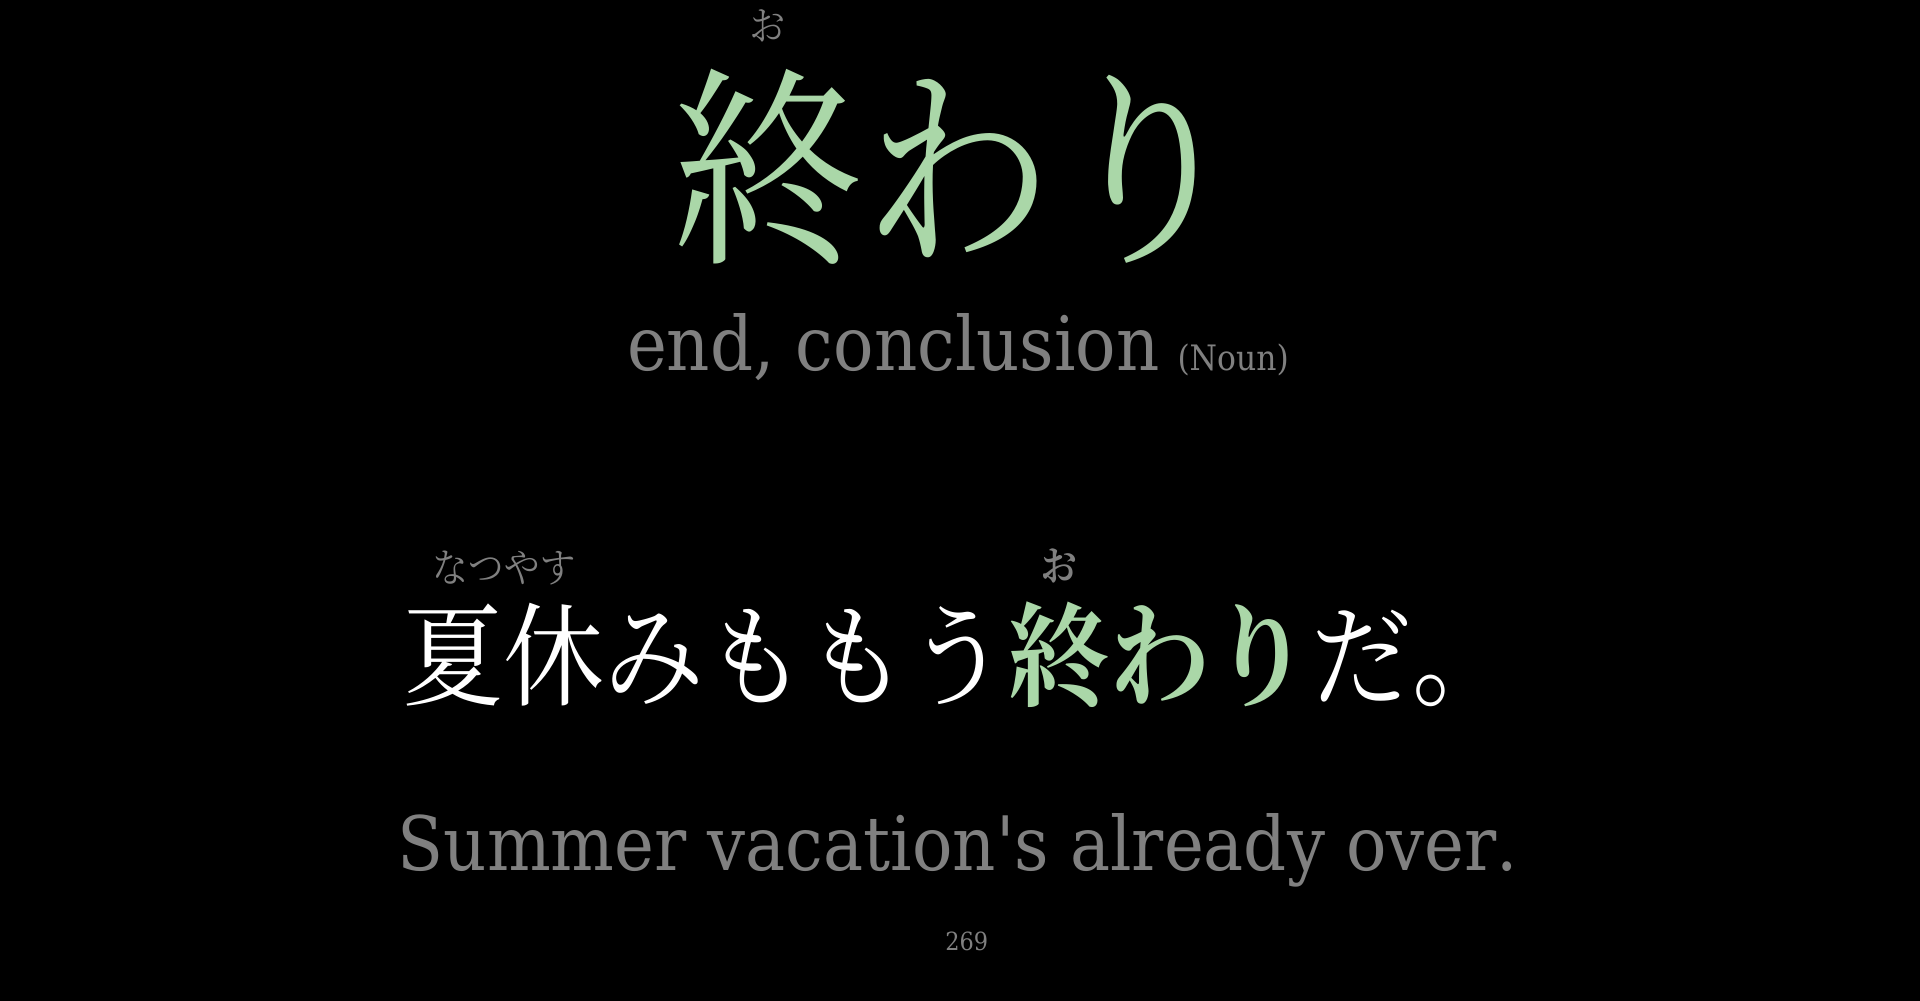 お
終わり
end, conclusion (Noun)
なつやす お
夏休みももう終わりだ。
Summer vacation's already over.
269